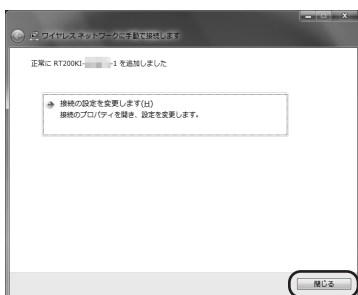 ワイヤレス ネットワークに手動で接続します
正常に RT200KI- -1 を追加しました
接続の設定を変更します(H)
接続のプロパティを開き、設定を変更します。
閉じる